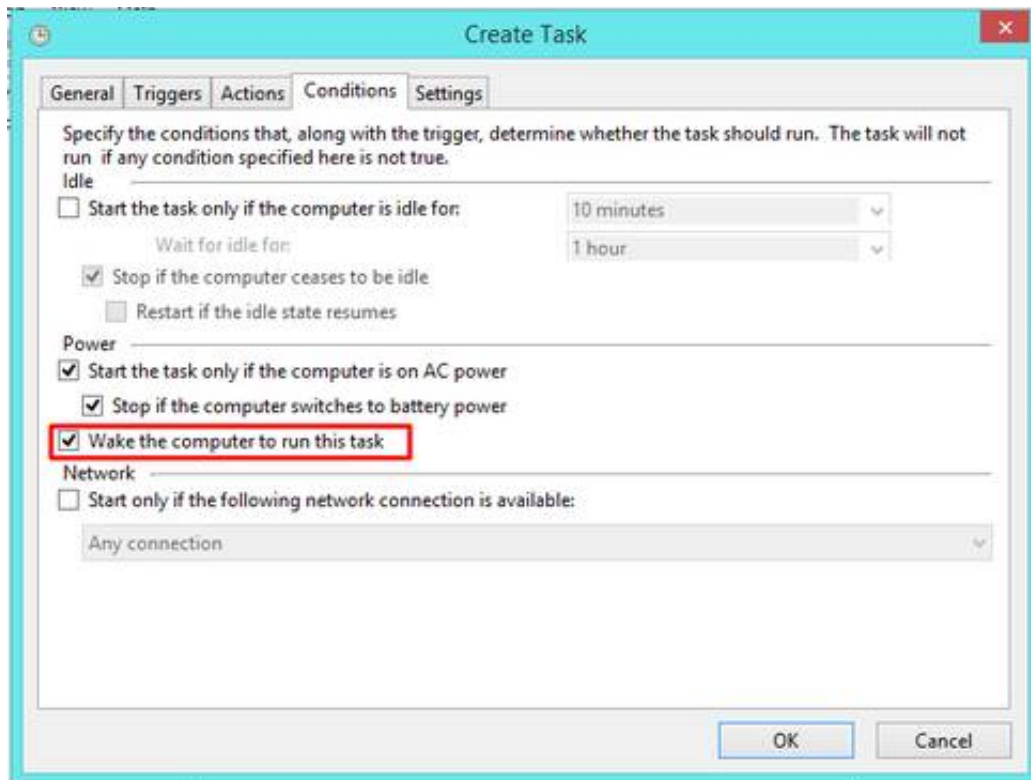 Create Task
General Triggers Actions Conditions Settings
Specify the conditions that, along with the trigger, determine whether the task should run. The task will not
run if any condition specified here is not true.
Idle
Start the task only if the computer is idle for: 10 minutes
Wait for idle for: 1 hour
Stop if the computer ceases to be idle
Restart if the idle state resumes
Power
Start the task only if the computer is on AC power
Stop if the computer switches to battery power
Wake the computer to run this task
Network
Start only if the following network connection is available:
Any connection
OK Cancel